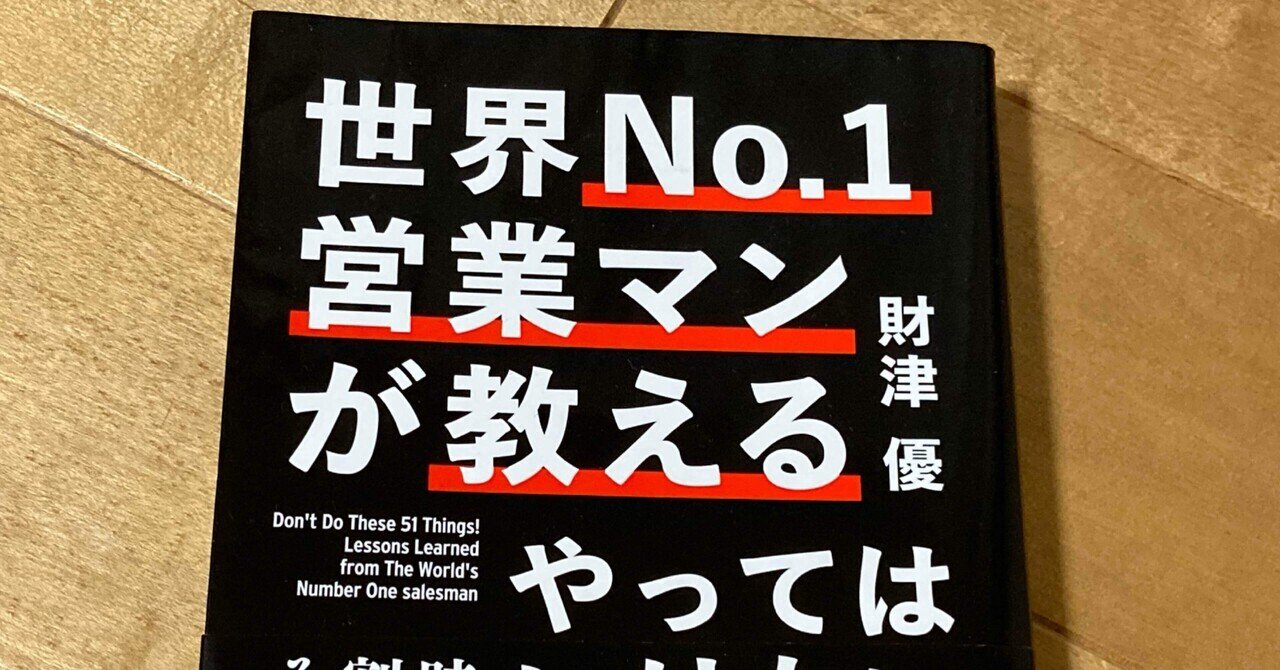 世界No.1
営業マン
が教える
財津 優
Don't Do These 51 Things!
Lessons Learned
from The World's
Number One salesman
やっては